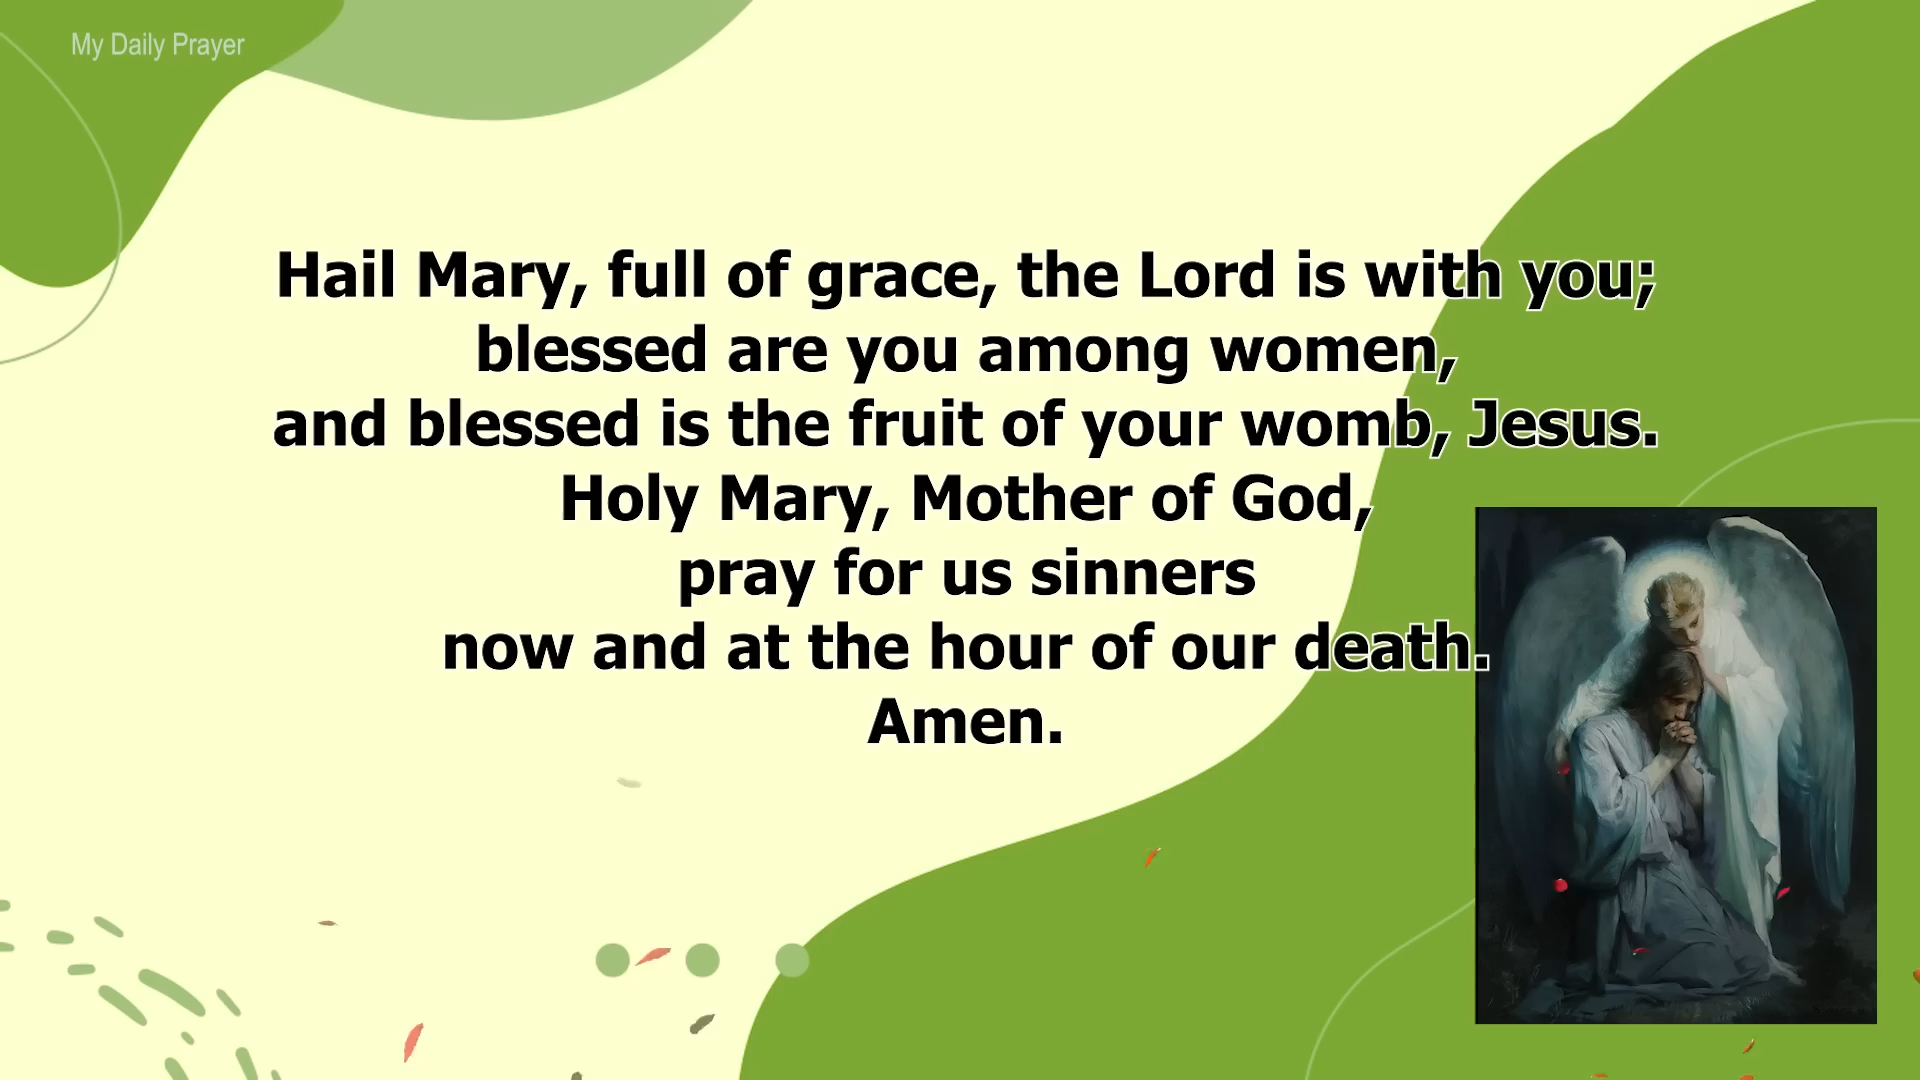 My Daily Prayer
Hail Mary, full of grace, the Lord is with you;
blessed are you among women,
and blessed is the fruit of your womb, Jesus.
Holy Mary, Mother of God,
pray for us sinners
now and at the hour of our death.
Amen.